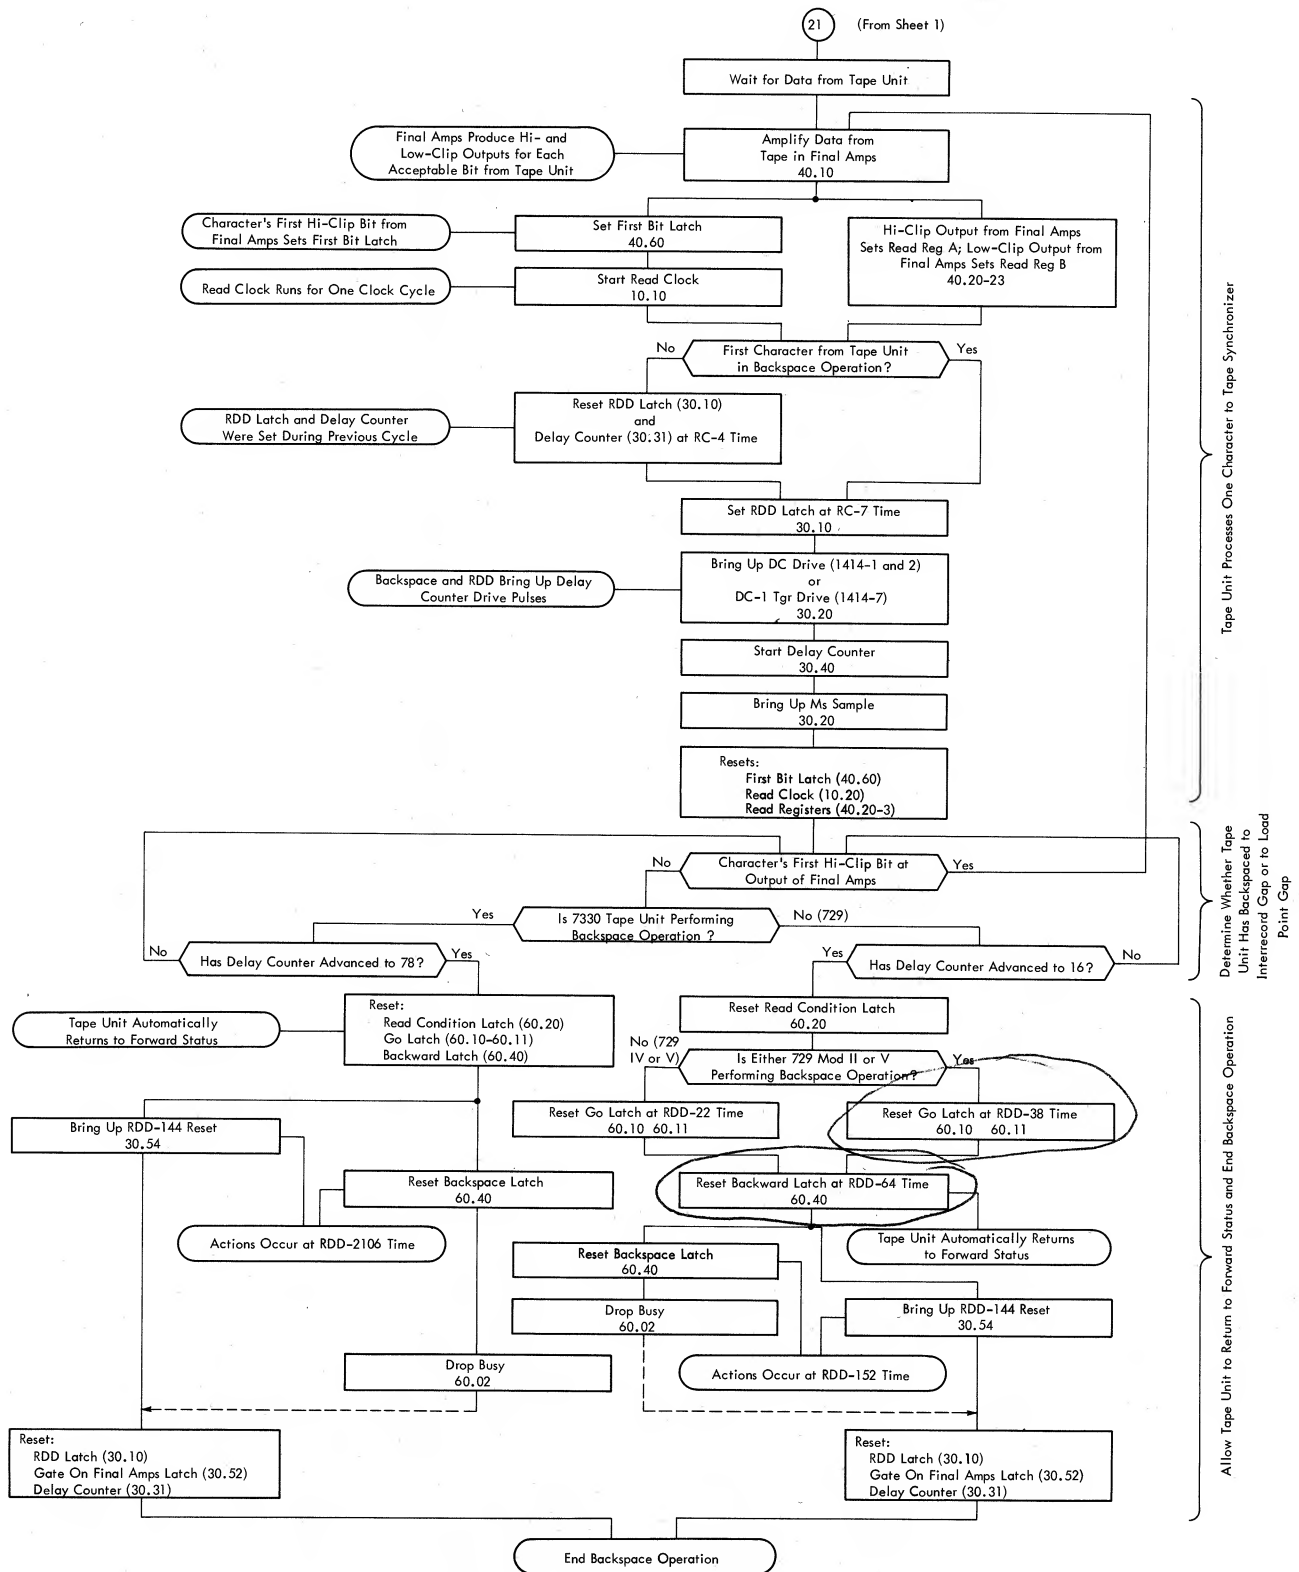 21
(From Sheet 1)
Wait for Data from Tape Unit
Final Amps Produce Hi- and
Low-Clip Outputs for Each
Acceptable Bit from Tape Unit
Amplify Data from
Tape in Final Amps
40.10
Character's First Hi-Clip Bit from
Final Amps Sets First Bit Latch
Set First Bit Latch
40.60
Hi-Clip Output from Final Amps
Sets Read Reg A; Low-Clip Output from
Final Amps Sets Read Reg B
40.20-23
Read Clock Runs for One Clock Cycle
Start Read Clock
10.10
No
First Character from Tape Unit
in Backspace Operation?
Yes
RDD Latch and Delay Counter
Were Set During Previous Cycle
Reset RDD Latch (30.10)
and
Delay Counter (30.31) at RC-4 Time
Set RDD Latch at RC-7 Time
30.10
Backspace and RDD Bring Up Delay
Counter Drive Pulses
Bring Up DC Drive (1414-1 and 2)
or
DC-1 Tgr Drive (1414-7)
30.20
Start Delay Counter
30.40
Bring Up Ms Sample
30.20
Resets:
First Bit Latch (40.60)
Read Clock (10.20)
Read Registers (40.20-3)
Tape Unit Processes One Character to Tape Synchronizer
No
Character's First Hi-Clip Bit at
Output of Final Amps
Yes
Yes
Is 7330 Tape Unit Performing
Backspace Operation ?
No (729)
No
Has Delay Counter Advanced to 78?
Yes
Yes
Has Delay Counter Advanced to 16?
No
Determine Whether Tape
Unit Has Backspaced to
Interrecord Gap or to Load
Point Gap
Tape Unit Automatically
Returns to Forward Status
Reset:
Read Condition Latch (60.20)
Go Latch (60.10-60.11)
Backward Latch (60.40)
Reset Read Condition Latch
60.20
No (729
IV or V)
Is Either 729 Mod II or V
Performing Backspace Operation?
Yes
Bring Up RDD-144 Reset
30.54
Reset Go Latch at RDD-22 Time
60.10 60.11
Reset Go Latch at RDD-38 Time
60.10 60.11
Reset Backspace Latch
60.40
Reset Backward Latch at RDD-64 Time
60.40
Actions Occur at RDD-2106 Time
Tape Unit Automatically Returns
to Forward Status
Reset Backspace Latch
60.40
Drop Busy
60.02
Bring Up RDD-144 Reset
30.54
Drop Busy
60.02
Actions Occur at RDD-152 Time
Reset:
RDD Latch (30.10)
Gate On Final Amps Latch (30.52)
Delay Counter (30.31)
Reset:
RDD Latch (30.10)
Gate On Final Amps Latch (30.52)
Delay Counter (30.31)
Allow Tape Unit to Return to Forward Status and End Backspace Operation
End Backspace Operation